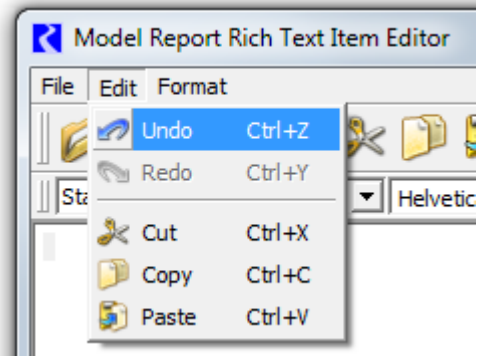 Model Report Rich Text Item Editor
File Edit Format
Undo Ctrl+Z
Redo Ctrl+Y
Sta Helvetic
Cut Ctrl+X
Copy Ctrl+C
Paste Ctrl+V